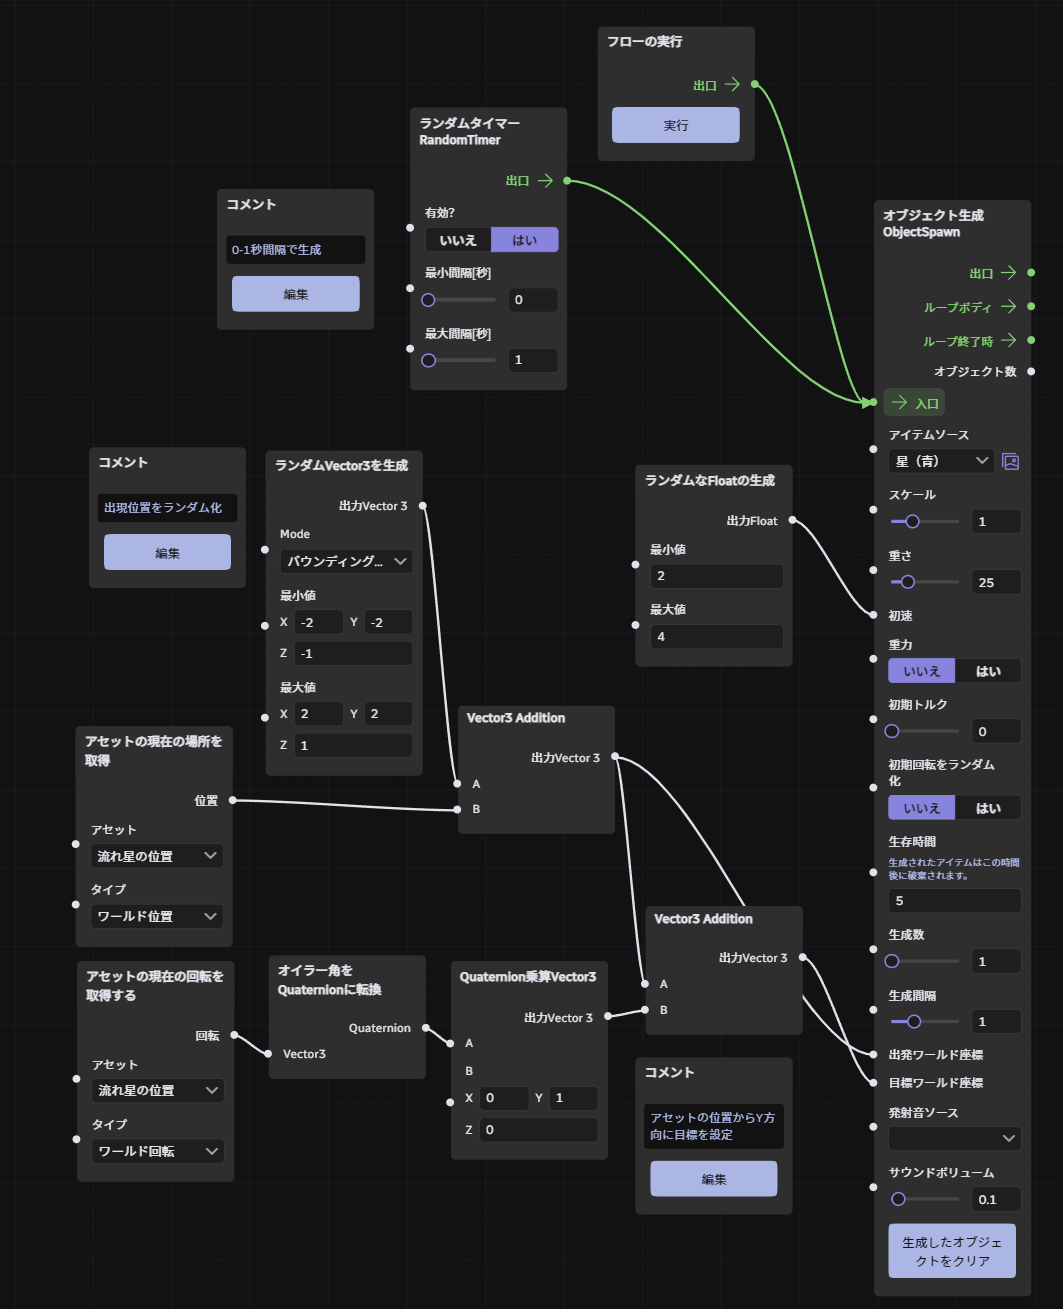 フローの実行
出口
実行
ランダムタイマー
RandomTimer
出口
有効?
いいえ はい
最小間隔[秒]
0
最大間隔[秒]
1
コメント
0-1秒間隔で生成
編集
オブジェクト生成
ObjectSpawn
出口
ループボディ
ループ終了時
オブジェクト数
入口
アイテムソース
星（青）
スケール
1
重さ
25
初速
重力
いいえ はい
初期トルク
0
初期回転をランダム
化
いいえ はい
生存時間
生成されたアイテムはこの時間
後に破棄されます。
5
生成数
1
生成間隔
1
出発ワールド座標
目標ワールド座標
発射音ソース
サウンドボリューム
0.1
生成したオブジェ
クトをクリア
コメント
出現位置をランダム化
編集
ランダムVector3を生成
出力Vector 3
Mode
バウンディング...
最小値
X -2 Y -2
Z -1
最大値
X 2 Y 2
Z 1
ランダムなFloatの生成
出力Float
最小値
2
最大値
4
アセットの現在の場所を
取得
位置
アセット
流れ星の位置
タイプ
ワールド位置
Vector3 Addition
出力Vector 3
A
B
Vector3 Addition
出力Vector 3
A
B
アセットの現在の回転を
取得する
回転
アセット
流れ星の位置
タイプ
ワールド回転
オイラー角を
Quaternionに転換
Quaternion
Vector3
Quaternion乗算Vector3
出力Vector 3
A
B
X 0 Y 1
Z 0
コメント
アセットの位置からY方
向に目標を設定
編集